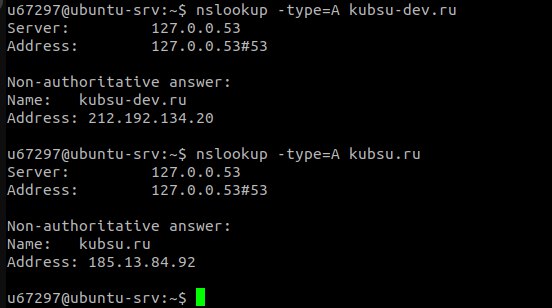 u67297@ubuntu-srv:~$ nslookup -type=A kubsu-dev.ru
Server:         127.0.0.53
Address:        127.0.0.53#53

Non-authoritative answer:
Name:   kubsu-dev.ru
Address: 212.192.134.20

u67297@ubuntu-srv:~$ nslookup -type=A kubsu.ru
Server:         127.0.0.53
Address:        127.0.0.53#53

Non-authoritative answer:
Name:   kubsu.ru
Address: 185.13.84.92

u67297@ubuntu-srv:~$